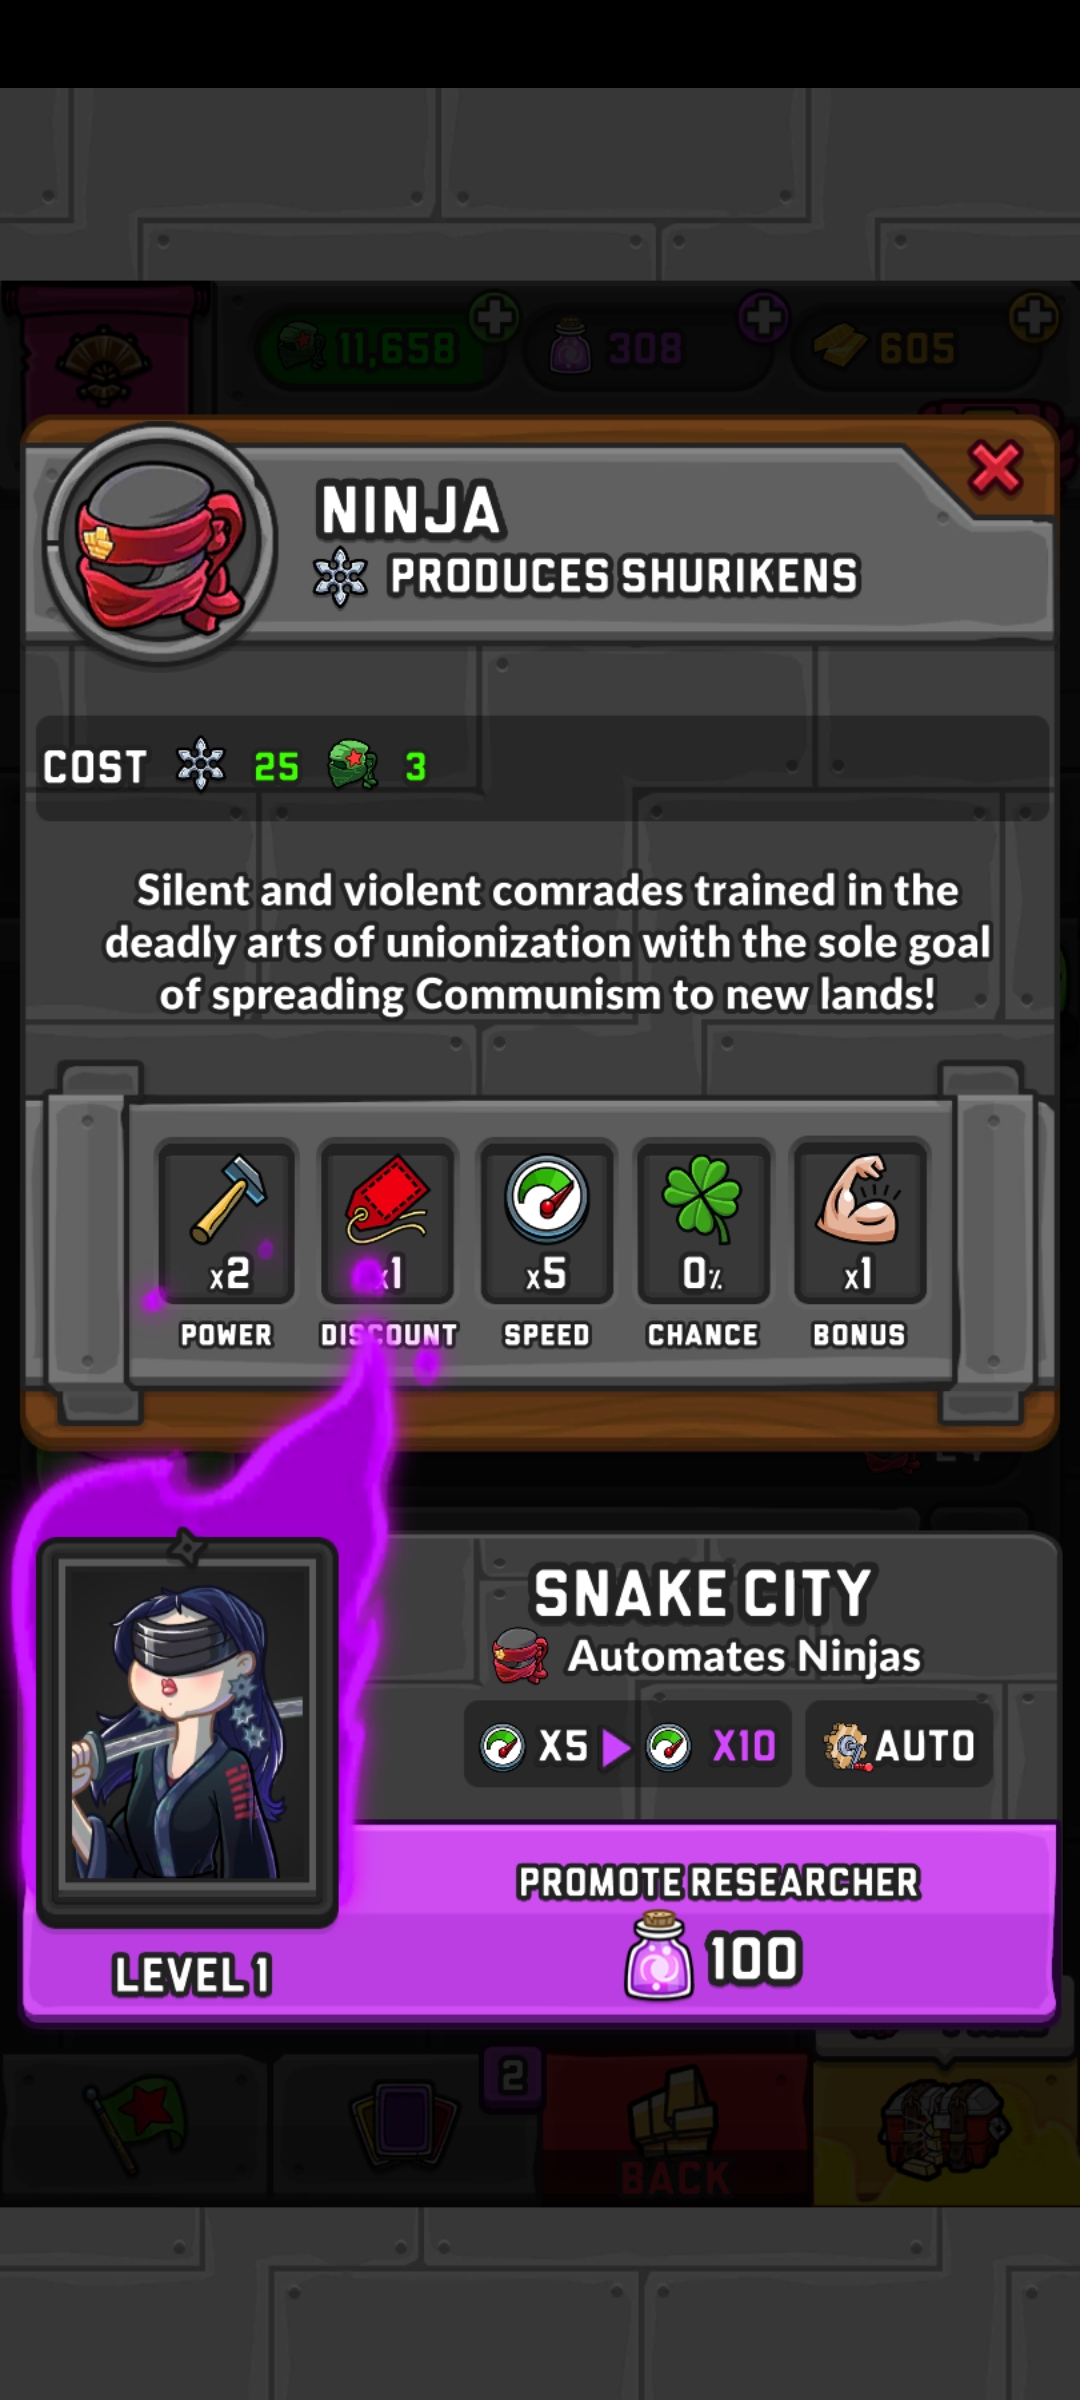 11,658 308 605
NINJA
PRODUCES SHURIKENS
COST 25 3
Silent and violent comrades trained in the
deadly arts of unionization with the sole goal
of spreading Communism to new lands!
x2 x1 x5 0% x1
POWER DISCOUNT SPEED CHANCE BONUS
SNAKE CITY
Automates Ninjas
X5 X10 AUTO
PROMOTE RESEARCHER
100
LEVEL 1
2
BACK